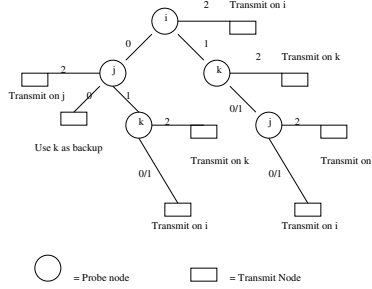 2 Transmit on i
i
0 1
2 Transmit on k
2 j k
Transmit on j 0 1 0/1
k 2 j 2
Use k as backup
Transmit on k Transmit on
0/1 0/1
Transmit on i Transmit on i
= Probe node = Transmit Node